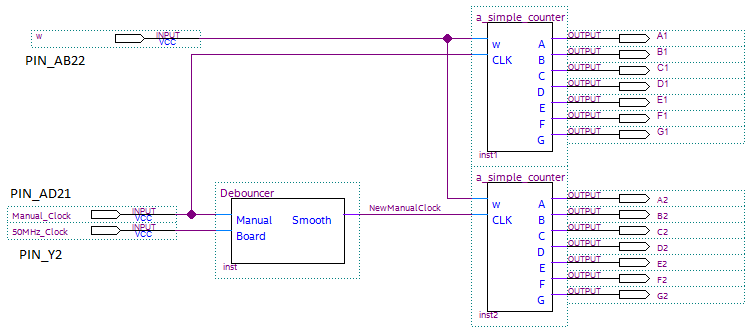 a_simple_counter
w INPUT VCC
PIN_AB22
w A OUTPUT A1
CLK B OUTPUT B1
C OUTPUT C1
D OUTPUT D1
E OUTPUT E1
F OUTPUT F1
G OUTPUT G1
inst1
a_simple_counter
PIN_AD21
Manual_Clock INPUT VCC
50MHz_Clock INPUT VCC
PIN_Y2
Debouncer
Manual Smooth
Board
inst
NewManualClock
w A OUTPUT A2
CLK B OUTPUT B2
C OUTPUT C2
D OUTPUT D2
E OUTPUT E2
F OUTPUT F2
G OUTPUT G2
inst2